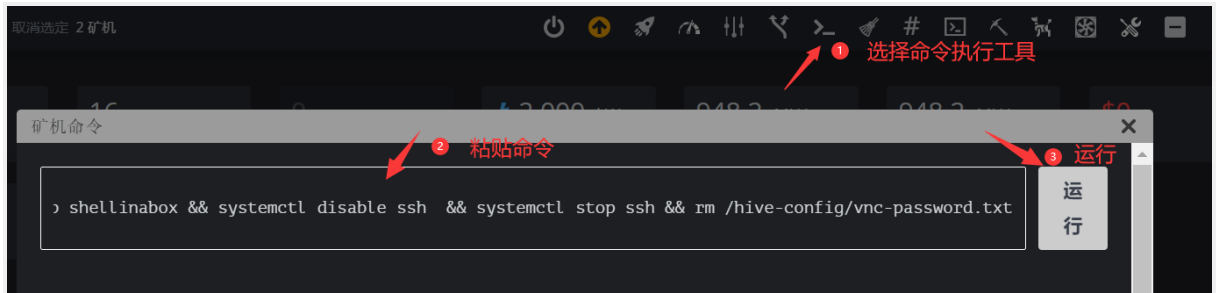 取消选定 2 矿机
1 选择命令执行工具
矿机命令
2 粘贴命令
3 运行
shellinabox && systemctl disable ssh && systemctl stop ssh && rm /hive-config/vnc-password.txt
运
行